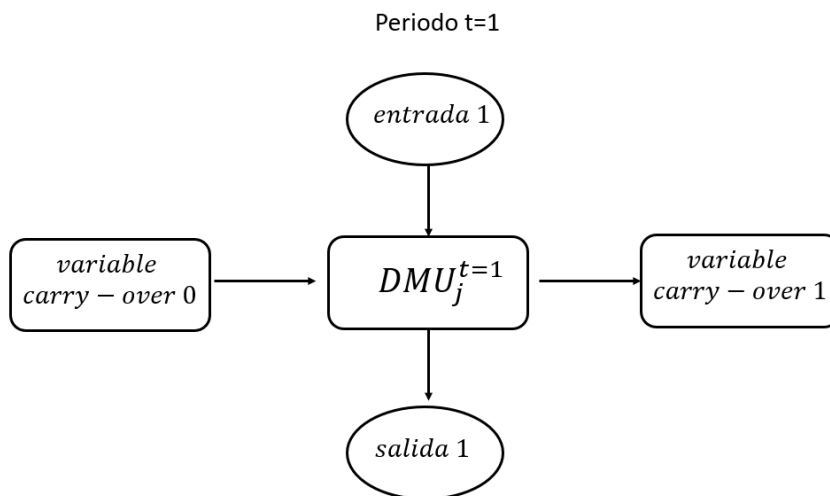 Periodo t=1
entrada 1
variable
carry − over 0
DMU_j^{t=1}
variable
carry − over 1
salida 1